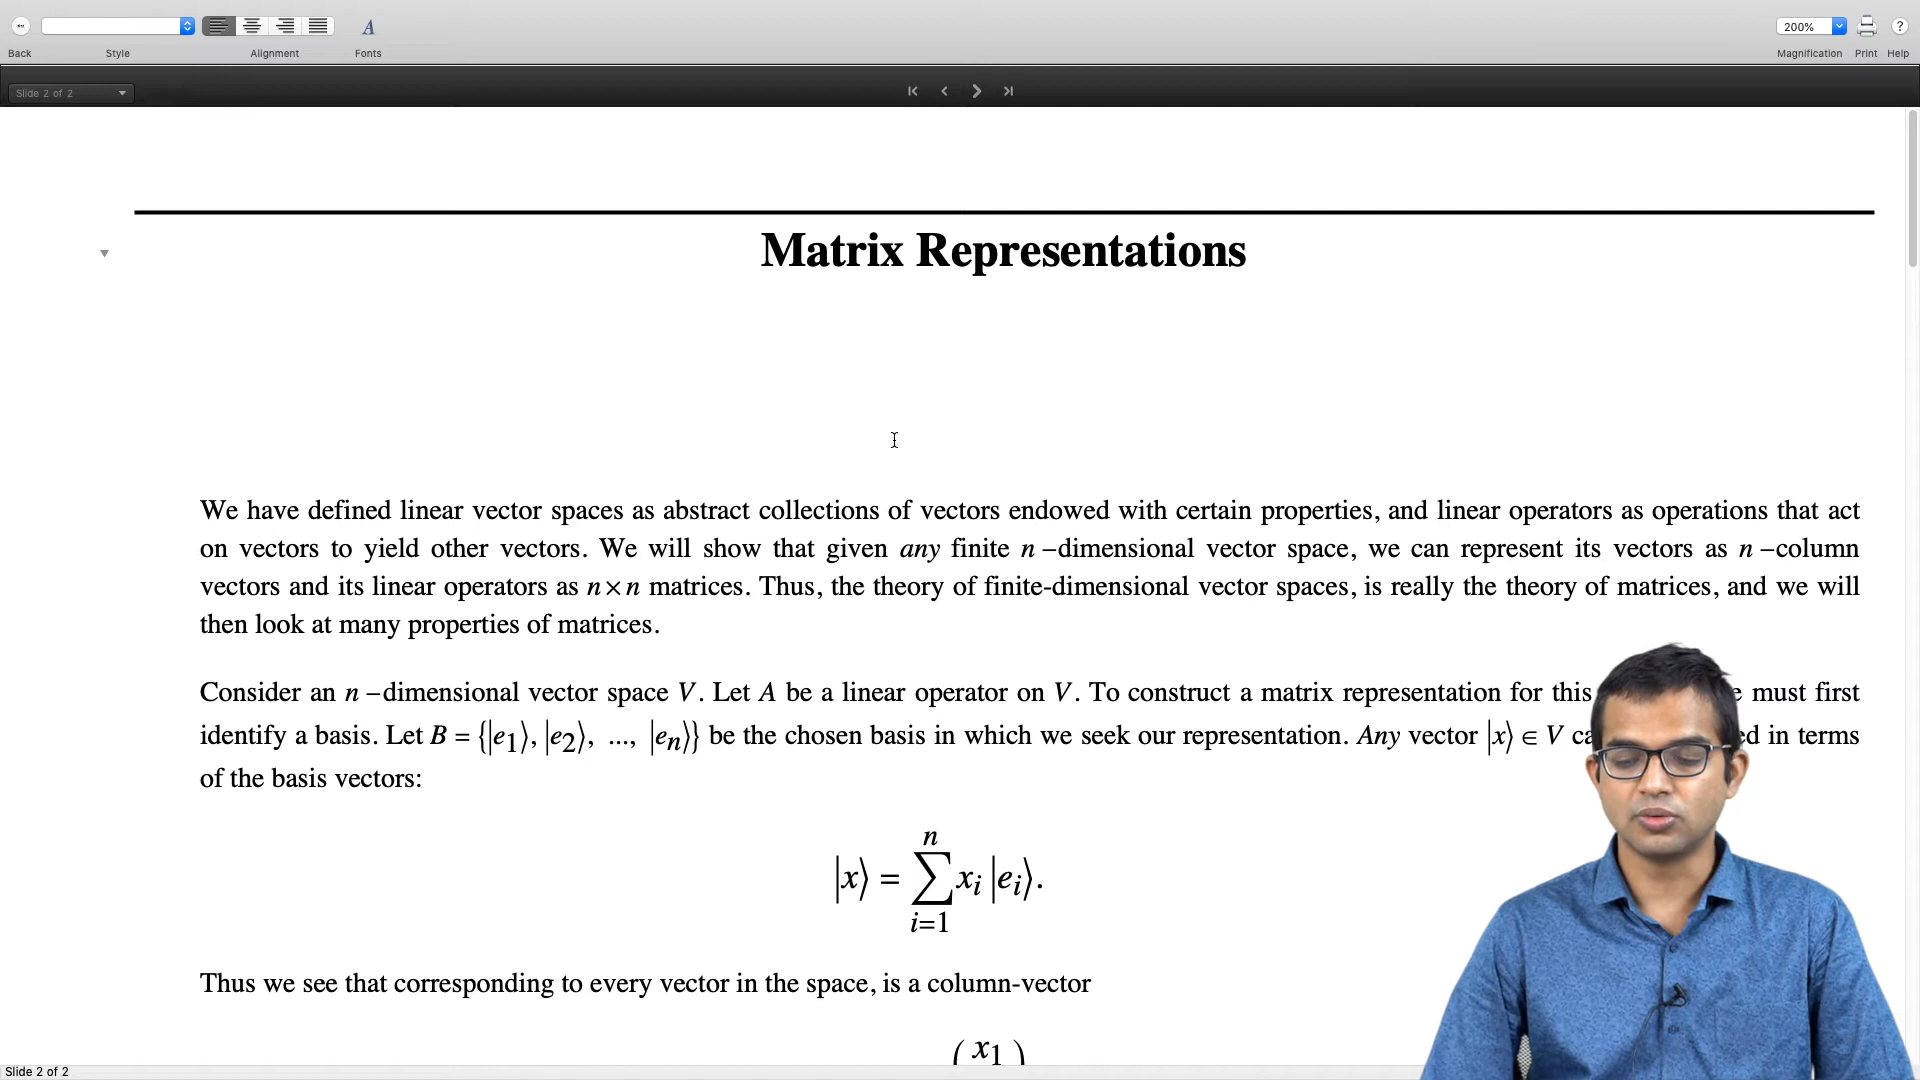 200%
?
Back
Style
Alignment
Fonts
Magnification
Print
Help
Slide 2 of 2
Matrix Representations
We have defined linear vector spaces as abstract collections of vectors endowed with certain properties, and linear operators as operations that act
on vectors to yield other vectors. We will show that given any finite n –dimensional vector space, we can represent its vectors as n –column
vectors and its linear operators as n × n matrices. Thus, the theory of finite-dimensional vector spaces, is really the theory of matrices, and we will
then look at many properties of matrices.
Consider an n –dimensional vector space V. Let A be a linear operator on V. To construct a matrix representation for this must first
identify a basis. Let B = {|e1⟩, |e2⟩, ..., |en⟩} be the chosen basis in which we seek our representation. Any vector |x⟩ ∈ V in terms
of the basis vectors:
|x⟩ = ∑_{i=1}^{n} xi |ei⟩.
Thus we see that corresponding to every vector in the space, is a column-vector
( x1 )
Slide 2 of 2